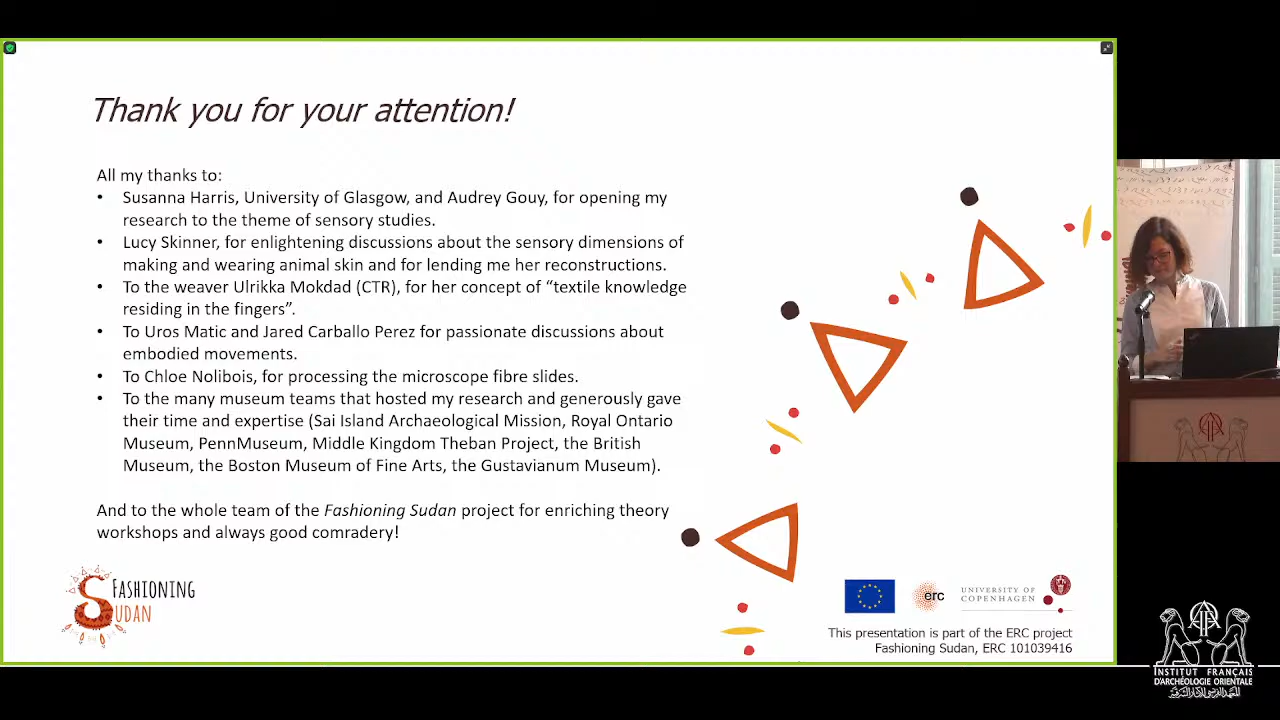 Thank you for your attention!
All my thanks to:
• Susanna Harris, University of Glasgow, and Audrey Gouy, for opening my
research to the theme of sensory studies.
• Lucy Skinner, for enlightening discussions about the sensory dimensions of
making and wearing animal skin and for lending me her reconstructions.
• To the weaver Ulrikka Mokdad (CTR), for her concept of “textile knowledge
residing in the fingers”.
• To Uros Matic and Jared Carballo Perez for passionate discussions about
embodied movements.
• To Chloe Nolibois, for processing the microscope fibre slides.
• To the many museum teams that hosted my research and generously gave
their time and expertise (Sai Island Archaeological Mission, Royal Ontario
Museum, PennMuseum, Middle Kingdom Theban Project, the British
Museum, the Boston Museum of Fine Arts, the Gustavianum Museum).
And to the whole team of the Fashioning Sudan project for enriching theory
workshops and always good comradery!
FASHIONING
SUDAN
erc
UNIVERSITY OF
COPENHAGEN
This presentation is part of the ERC project
Fashioning Sudan, ERC 101039416
INSTITUT FRANÇAIS
D'ARCHÉOLOGIE ORIENTALE
المعهد الفرنسي للآثار الشرقية